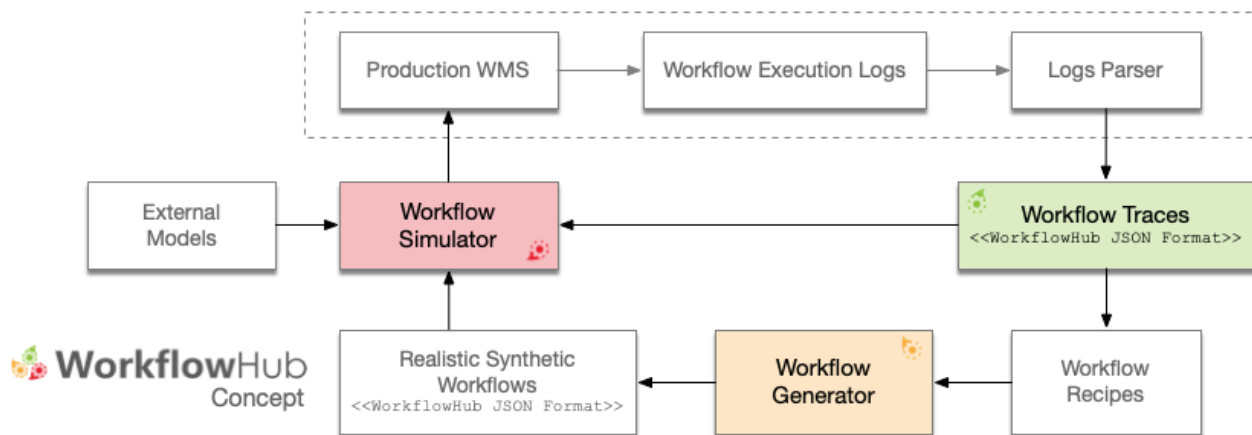 Production WMS
Workflow Execution Logs
Logs Parser
External
Models
Workflow
Simulator
Workflow Traces
<<WorkflowHub JSON Format>>
WorkflowHub
Concept
Realistic Synthetic
Workflows
<<WorkflowHub JSON Format>>
Workflow
Generator
Workflow
Recipes